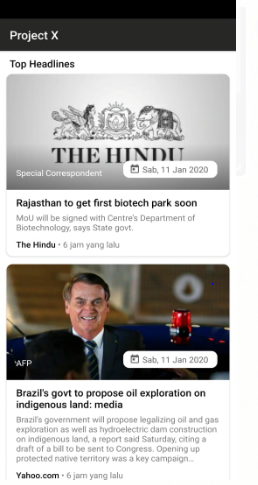 Project X
Top Headlines
THE HINDU
Special Correspondent
Sab, 11 Jan 2020
Rajasthan to get first biotech park soon
MoU will be signed with Centre's Department of
Biotechnology, says State govt.
The Hindu • 6 jam yang lalu
AFP
Sab, 11 Jan 2020
Brazil's govt to propose oil exploration on
indigenous land: media
Brazil's government will propose legalizing oil and gas
exploration as well as hydroelectric dam construction
on indigenous land, a report said Saturday, citing a
draft of a bill to be sent to Congress. Opening up
protected native territory was a key campaign...
Yahoo.com • 6 jam yang lalu